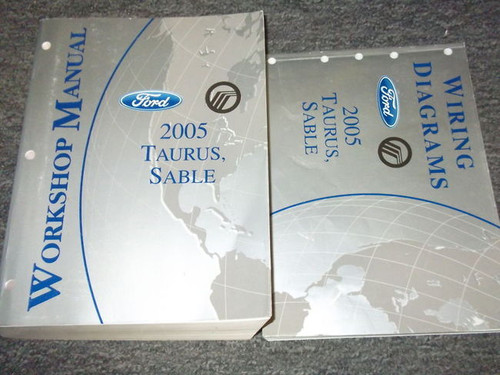 WORKSHOP MANUAL
Ford
2005
TAURUS,
SABLE
WIRING
DIAGRAMS
Ford
2005
TAURUS,
SABLE